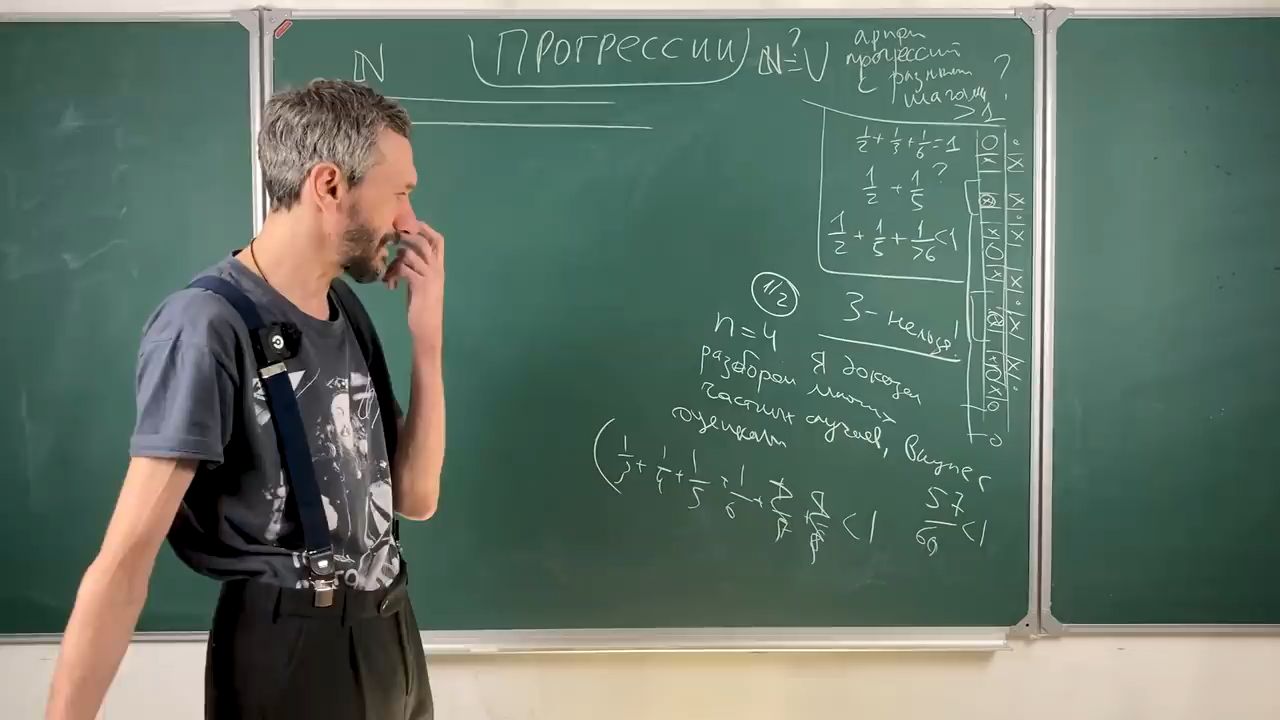 N
ПРОГРЕССИИ
N ?= U
арифм
прогрессий
с разными
шагами ?
> 1
1/2 + 1/3 + 1/6 = 1
1/2 + 1/5 ?
1/2 + 1/5 + 1/>6 < 1
1/2
3 - нельзя!
n = 4
Я доказал
разбором многих
частных случаев, Вкупе с
оценками
(1/3 + 1/4 + 1/5 + 1/6 < 1
57/60 < 1